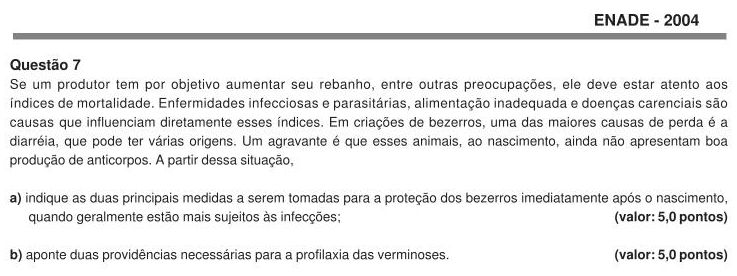 ENADE - 2004
Questão 7
Se um produtor tem por objetivo aumentar seu rebanho, entre outras preocupações, ele deve estar atento aos
índices de mortalidade. Enfermidades infecciosas e parasitárias, alimentação inadequada e doenças carenciais são
causas que influenciam diretamente esses índices. Em criações de bezerros, uma das maiores causas de perda é a
diarréia, que pode ter várias origens. Um agravante é que esses animais, ao nascimento, ainda não apresentam boa
produção de anticorpos. A partir dessa situação,
a) indique as duas principais medidas a serem tomadas para a proteção dos bezerros imediatamente após o nascimento,
quando geralmente estão mais sujeitos às infecções; (valor: 5,0 pontos)
b) aponte duas providências necessárias para a profilaxia das verminoses. (valor: 5,0 pontos)